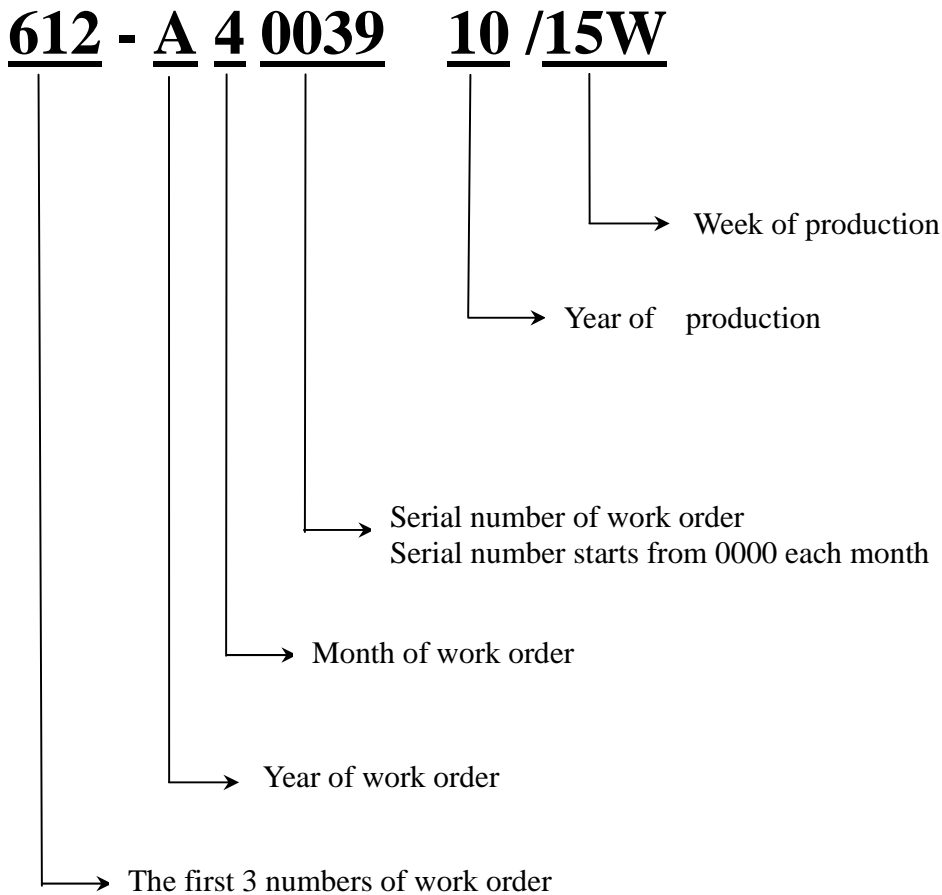 612 - A 4 0039 10 /15W
Week of production
Year of production
Serial number of work order
Serial number starts from 0000 each month
Month of work order
Year of work order
The first 3 numbers of work order